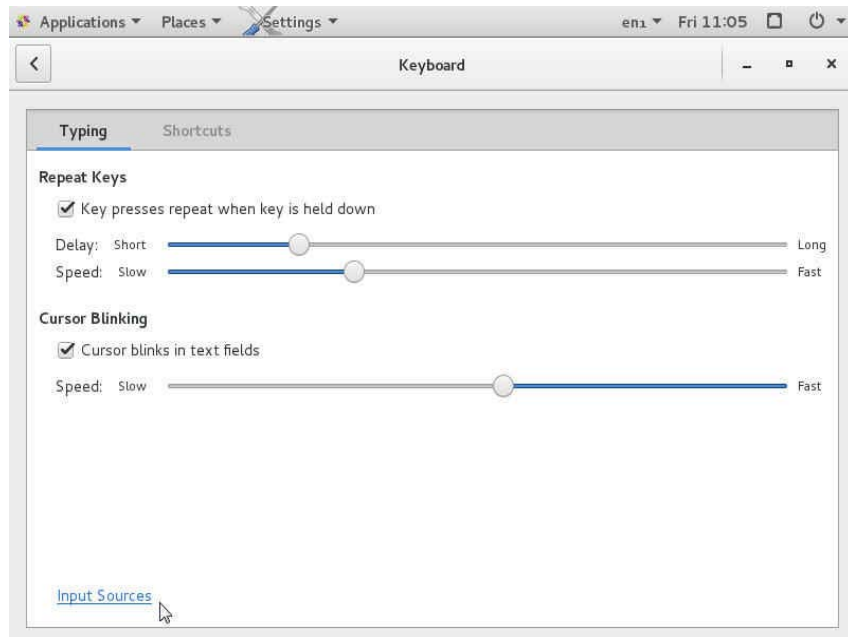 Applications Places Settings en₁ Fri 11:05
Keyboard
Typing Shortcuts
Repeat Keys
Key presses repeat when key is held down
Delay: Short Long
Speed: Slow Fast
Cursor Blinking
Cursor blinks in text fields
Speed: Slow Fast
Input Sources